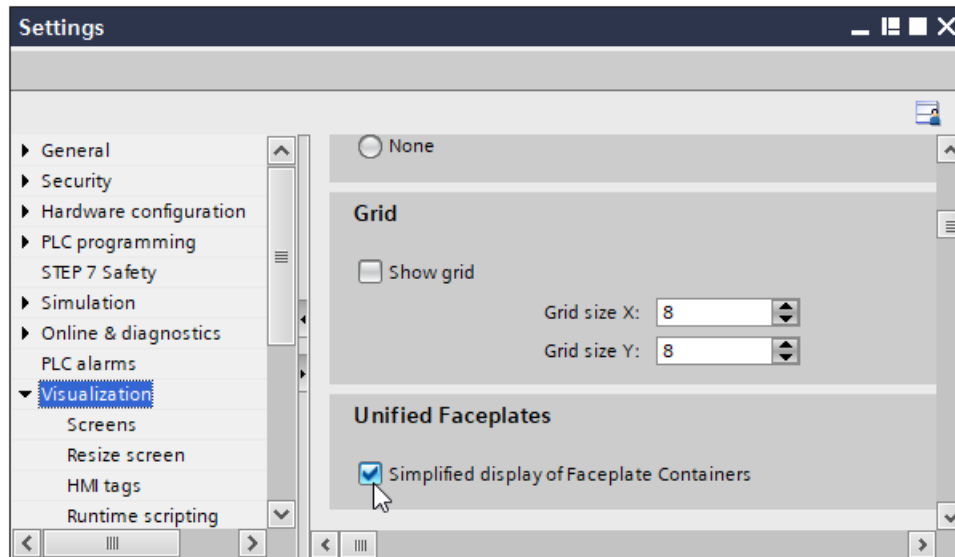 Settings
General
Security
Hardware configuration
PLC programming
STEP 7 Safety
Simulation
Online & diagnostics
PLC alarms
Visualization
Screens
Resize screen
HMI tags
Runtime scripting
None
Grid
Show grid
Grid size X: 8
Grid size Y: 8
Unified Faceplates
Simplified display of Faceplate Containers